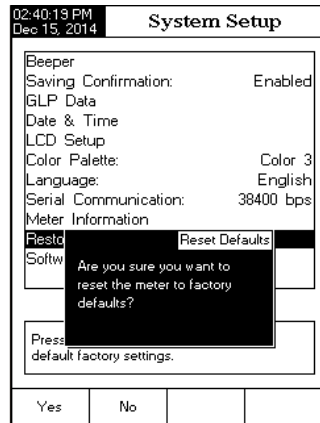 02:40:19 PM
Dec 15, 2014
System Setup
Beeper
Saving Confirmation: Enabled
GLP Data
Date & Time
LCD Setup
Color Palette: Color 3
Language: English
Serial Communication: 38400 bps
Meter Information
Resto
Reset Defaults
Softw
Are you sure you want to
reset the meter to factory
defaults?
Press
default factory settings.
Yes No